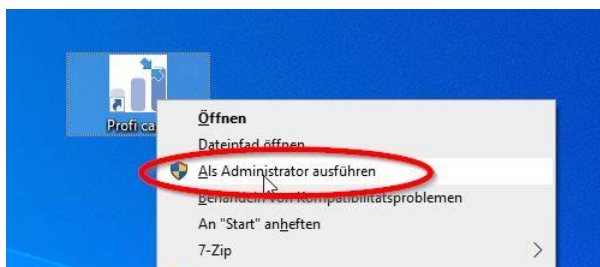 Profi ca
Öffnen
Dateipfad öffnen
Als Administrator ausführen
Behandeln von Kompatibilitätsproblemen
An "Start" anheften
7-Zip